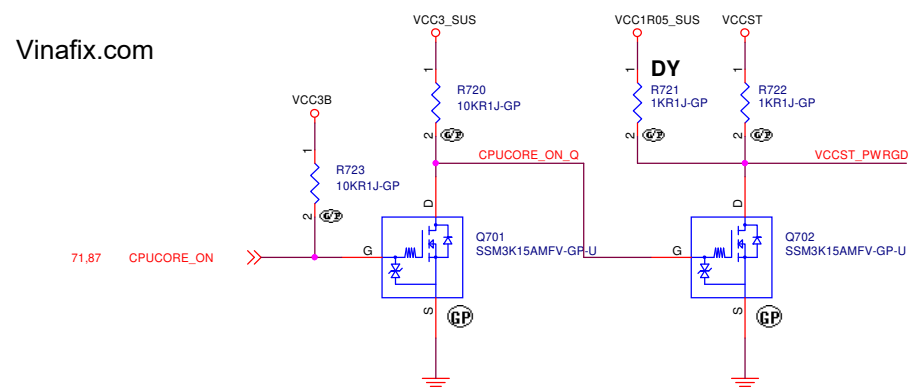 Vinafix.com
VCC3_SUS
VCC1R05_SUS
VCCST
1
1
DY
1
R720
10KR1J-GP
R721
1KR1J-GP
R722
1KR1J-GP
VCC3B
2
G/P
2
G/P
2
G/P
1
CPUCORE_ON_Q
VCCST_PWRGD
R723
10KR1J-GP
2
G/P
D
D
Q701
SSM3K15AMFV-GP-U
Q702
SSM3K15AMFV-GP-U
71,87
CPUCORE_ON
G
G
S
GP
S
GP